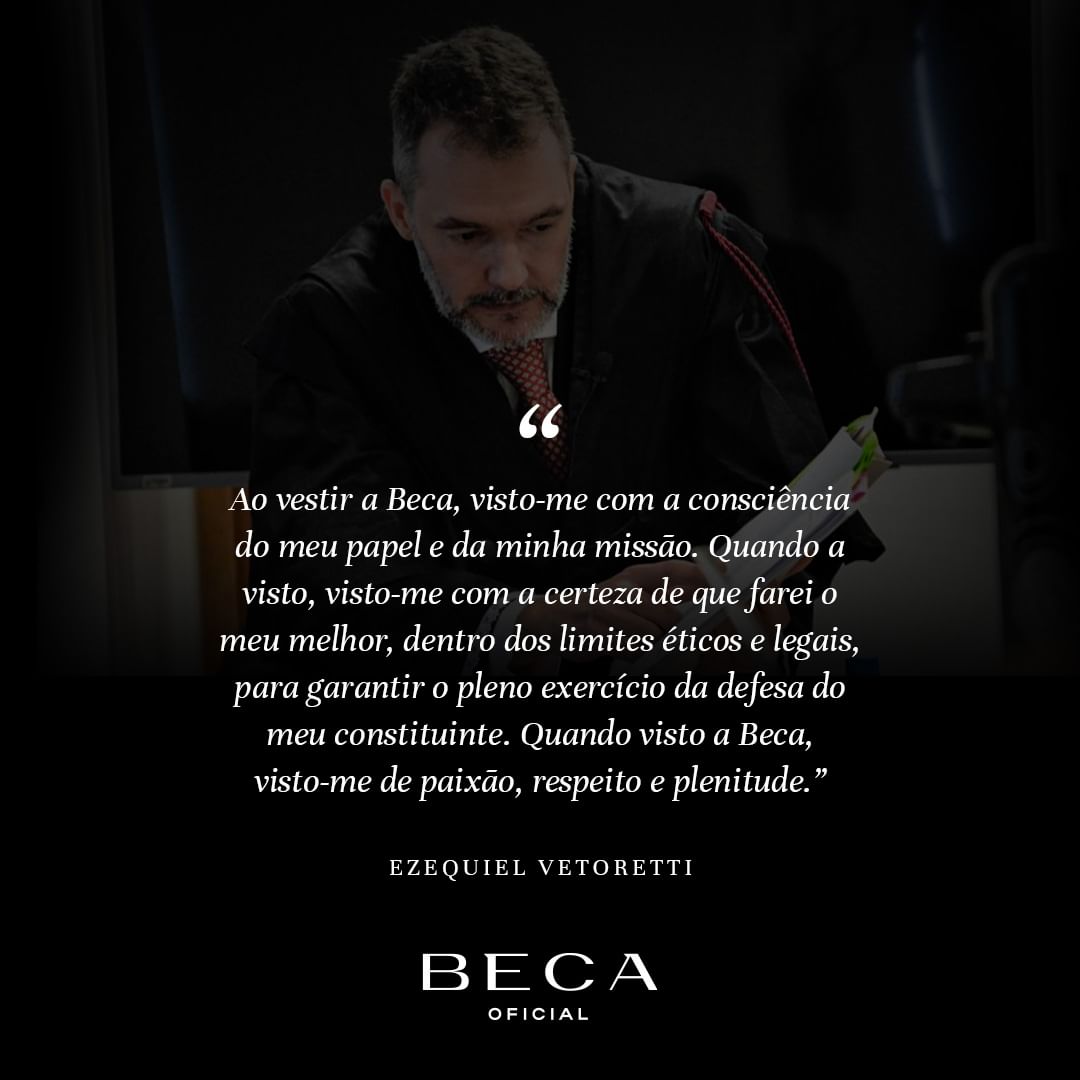 “
Ao vestir a Beca, visto-me com a consciência
do meu papel e da minha missão. Quando a
visto, visto-me com a certeza de que farei o
meu melhor, dentro dos limites éticos e legais,
para garantir o pleno exercício da defesa do
meu constituinte. Quando visto a Beca,
visto-me de paixão, respeito e plenitude.”
EZEQUIEL VETORETTI
BECA
OFICIAL